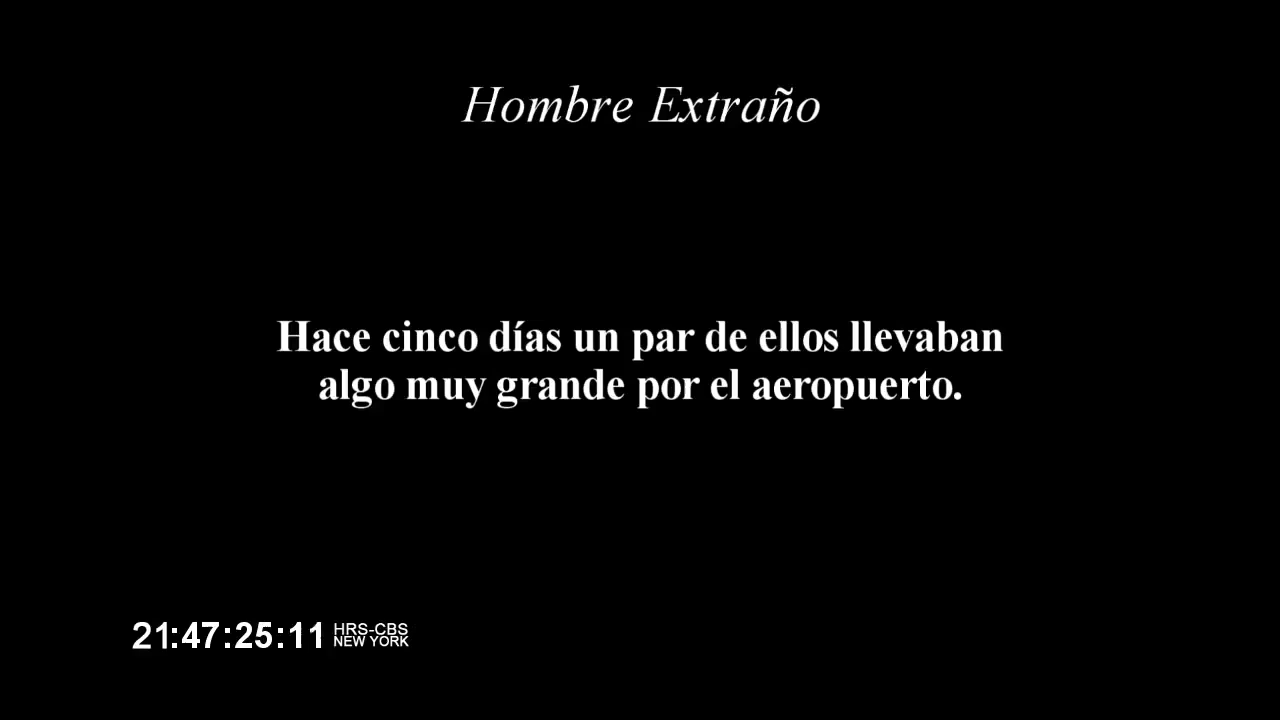 Hombre Extraño
Hace cinco días un par de ellos llevaban
algo muy grande por el aeropuerto.
21:47:25:11 HRS-CBS
NEW YORK